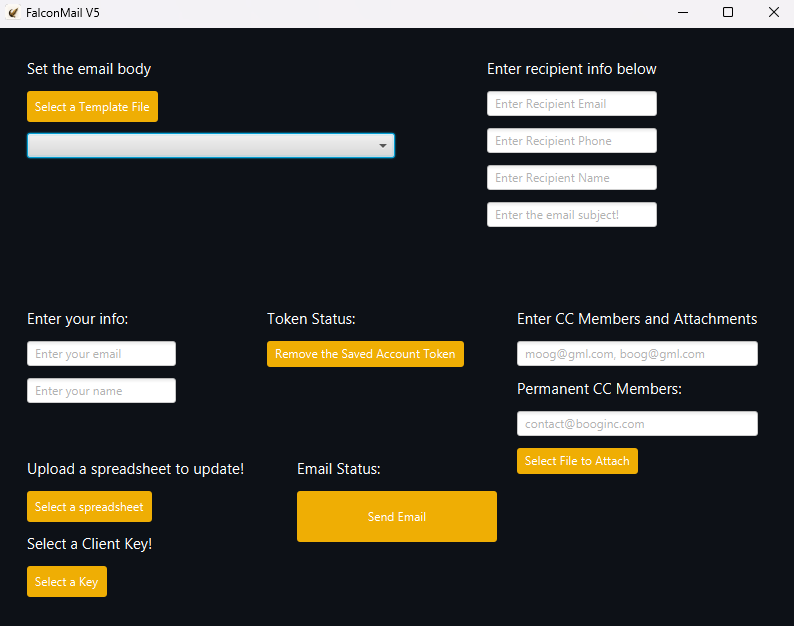 FalconMail V5
Set the email body
Select a Template File
Enter recipient info below
Enter Recipient Email
Enter Recipient Phone
Enter Recipient Name
Enter the email subject!
Enter your info:
Enter your email
Enter your name
Token Status:
Remove the Saved Account Token
Enter CC Members and Attachments
moog@gml.com, boog@gml.com
Permanent CC Members:
contact@booginc.com
Select File to Attach
Upload a spreadsheet to update!
Select a spreadsheet
Select a Client Key!
Select a Key
Email Status:
Send Email